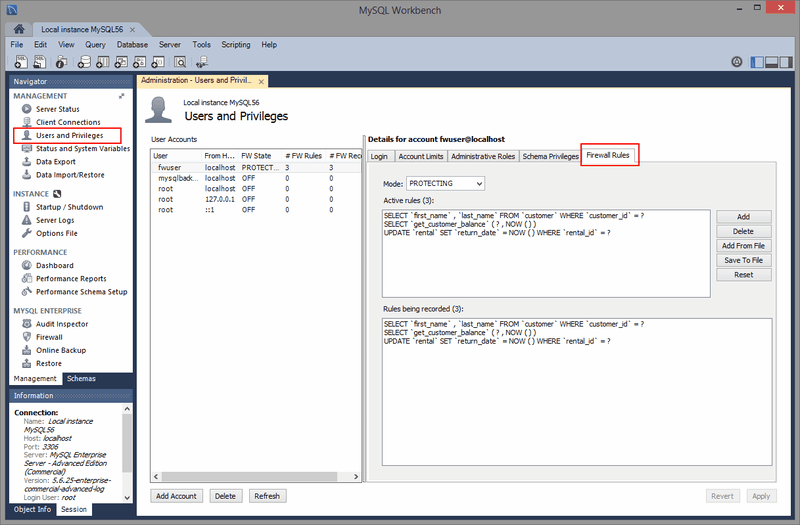 MySQL Workbench
Local instance MySQL56
File Edit View Query Database Server Tools Scripting Help
Navigator
MANAGEMENT
Server Status
Client Connections
Users and Privileges
Status and System Variables
Data Export
Data Import/Restore
INSTANCE
Startup / Shutdown
Server Logs
Options File
PERFORMANCE
Dashboard
Performance Reports
Performance Schema Setup
MYSQL ENTERPRISE
Audit Inspector
Firewall
Online Backup
Restore
Management Schemas
Information
Connection:
Name: Local instance
MySQL56
Host: localhost
Port: 3306
Server: MySQL Enterprise
Server - Advanced Edition
(Commercial)
Version: 5.6.25-enterprise-
commercial-advanced-log
Login User: root
Object Info Session
Administration - Users and Privil...
Local instance MySQL56
Users and Privileges
User Accounts
User From H... FW State # FW Rules # FW Reco
fwuser localhost PROTECT... 3 3
mysqlbac... localhost OFF 0 0
root localhost OFF 0 0
root 127.0.0.1 OFF 0 0
root ::1 OFF 0 0
Add Account Delete Refresh
Details for account fwuser@localhost
Login Account Limits Administrative Roles Schema Privileges Firewall Rules
Mode: PROTECTING
Active rules (3):
SELECT `first_name` , `last_name` FROM `customer` WHERE `customer_id` = ?
SELECT `get_customer_balance` ( ? , NOW ( ) )
UPDATE `rental` SET `return_date` = NOW ( ) WHERE `rental_id` = ?
Add
Delete
Add From File
Save To File
Reset
Rules being recorded (3):
SELECT `first_name` , `last_name` FROM `customer` WHERE `customer_id` = ?
SELECT `get_customer_balance` ( ? , NOW ( ) )
UPDATE `rental` SET `return_date` = NOW ( ) WHERE `rental_id` = ?
Revert Apply